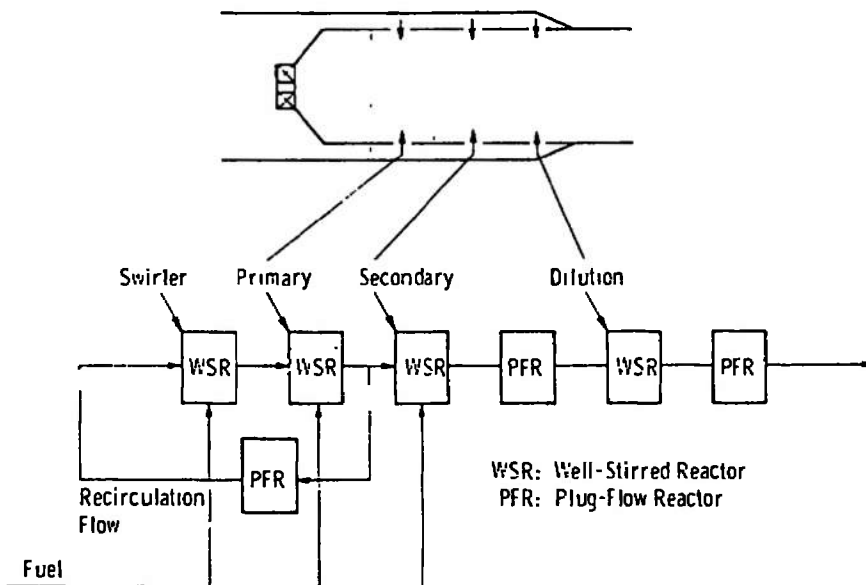 Swirler Primary Secondary Dilution
WSR WSR WSR PFR WSR PFR
PFR
WSR: Well-Stirred Reactor
PFR: Plug-Flow Reactor
Recirculation
Flow
Fuel